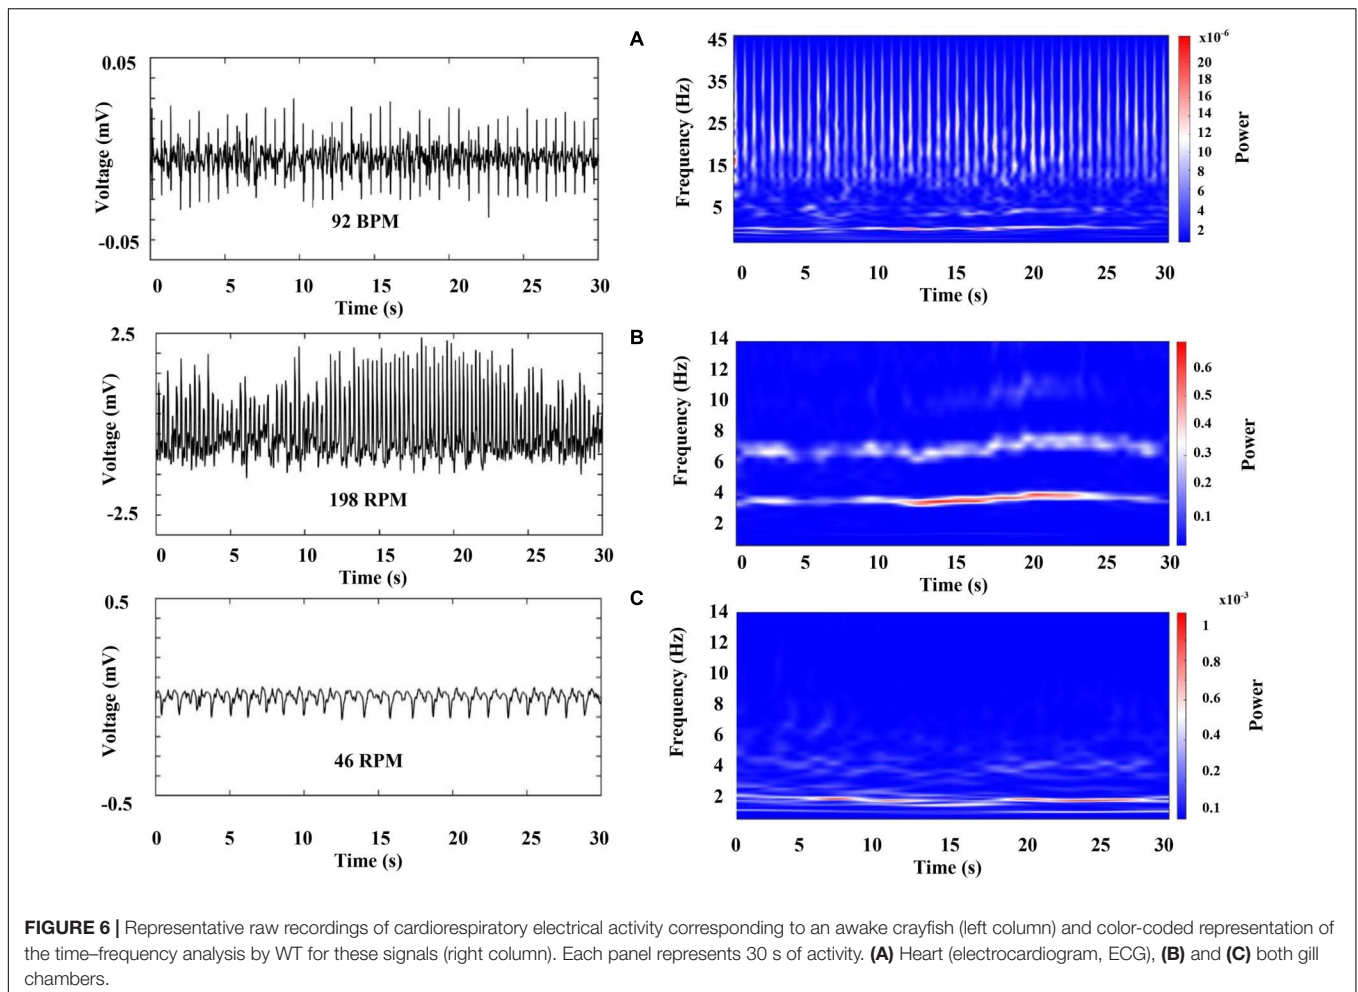 A
0.05
Voltage (mV)
-0.05
92 BPM
0 5 10 15 20 25 30
Time (s)
45
35
25
15
5
Frequency (Hz)
0 5 10 15 20 25 30
Time (s)
x10-6
20
18
16
14
12
10
8
6
4
2
Power
B
2.5
Voltage (mV)
-2.5
198 RPM
0 5 10 15 20 25 30
Time (s)
14
12
10
8
6
4
2
Frequency (Hz)
0 5 10 15 20 25 30
Time (s)
0.6
0.5
0.4
0.3
0.2
0.1
Power
C
0.5
Voltage (mV)
-0.5
46 RPM
0 5 10 15 20 25 30
Time (s)
14
12
10
8
6
4
2
Frequency (Hz)
0 5 10 15 20 25 30
Time (s)
x10-3
1
0.8
0.6
0.4
0.2
0.1
Power
FIGURE 6 | Representative raw recordings of cardiorespiratory electrical activity corresponding to an awake crayfish (left column) and color-coded representation of
the time–frequency analysis by WT for these signals (right column). Each panel represents 30 s of activity. (A) Heart (electrocardiogram, ECG), (B) and (C) both gill
chambers.